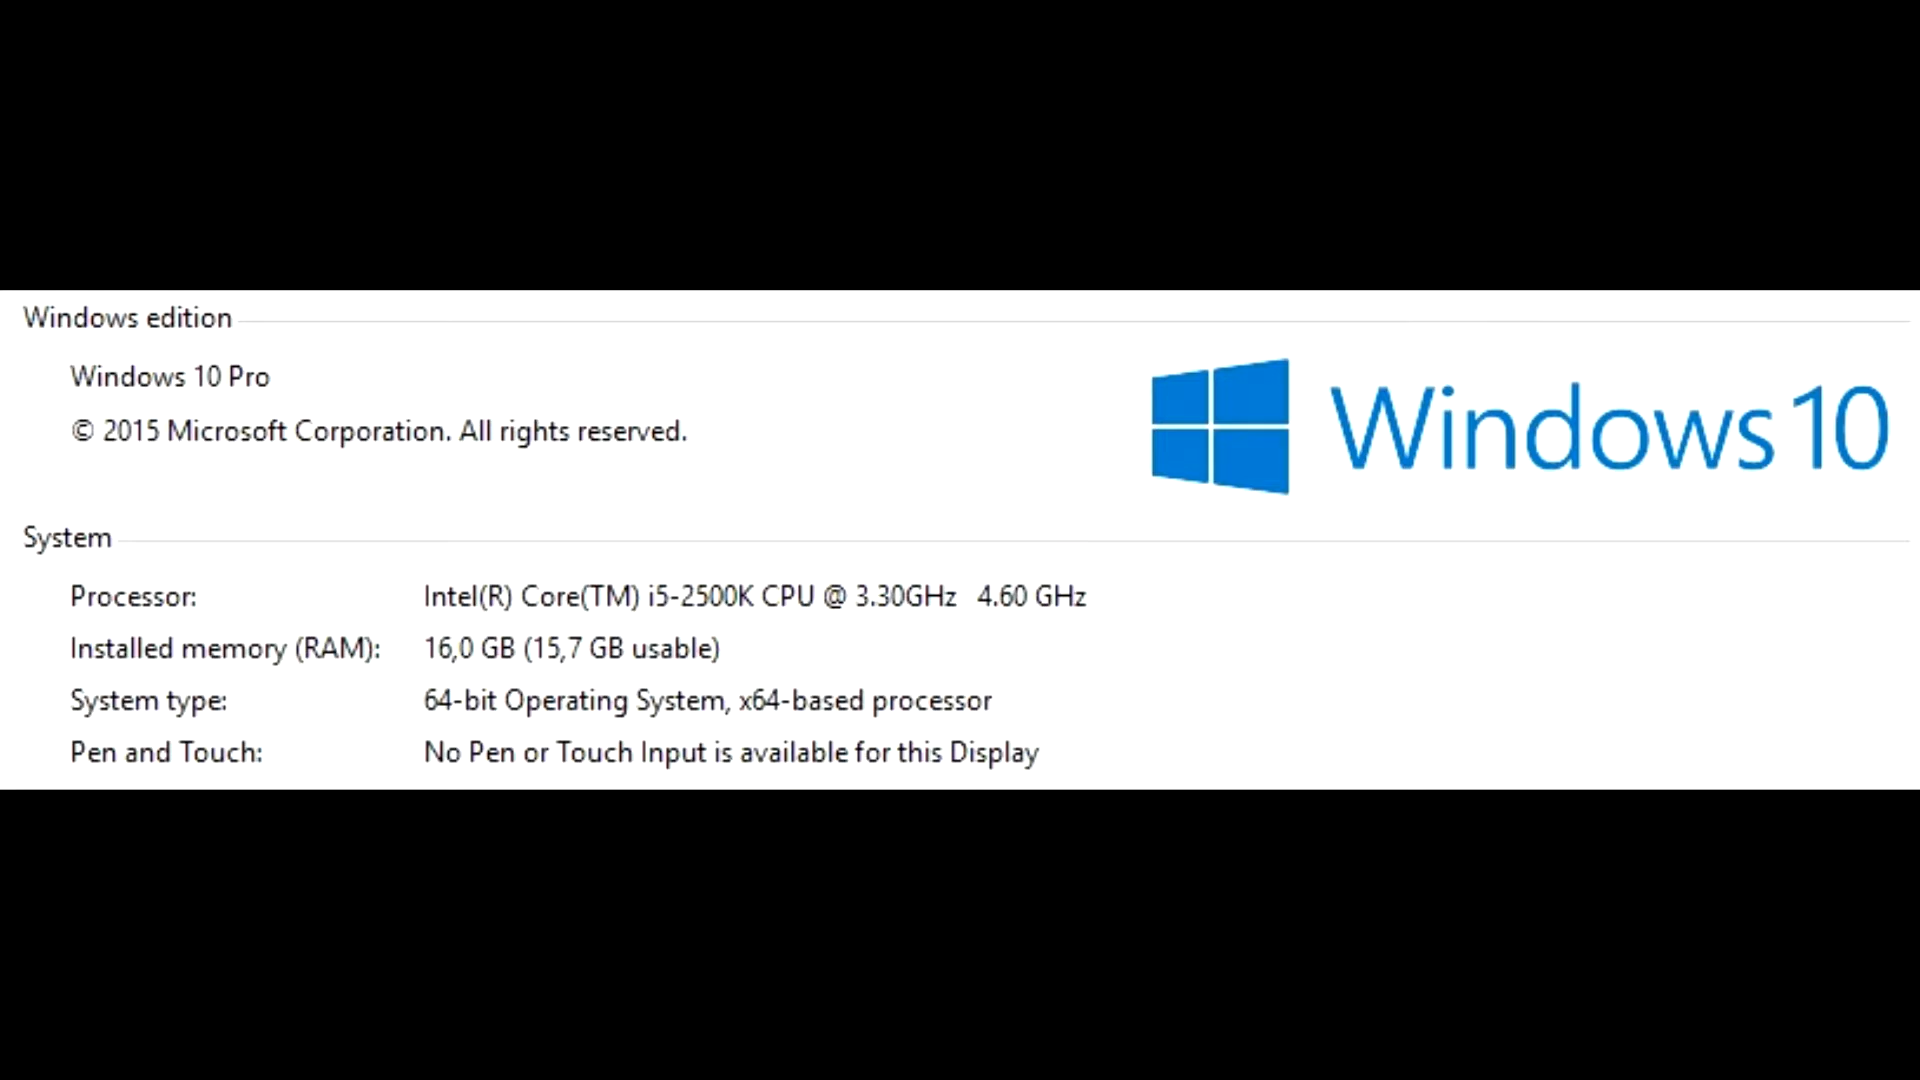 Windows edition
Windows 10 Pro
© 2015 Microsoft Corporation. All rights reserved.
Windows 10
System
Processor: Intel(R) Core(TM) i5-2500K CPU @ 3.30GHz 4.60 GHz
Installed memory (RAM): 16,0 GB (15,7 GB usable)
System type: 64-bit Operating System, x64-based processor
Pen and Touch: No Pen or Touch Input is available for this Display